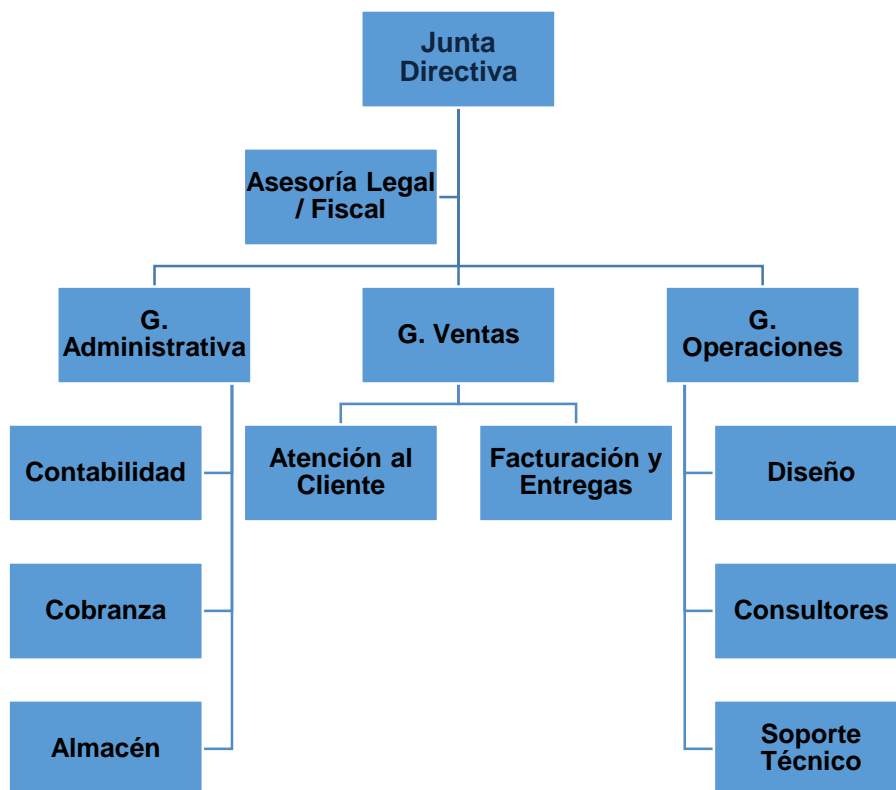 Junta
Directiva
Asesoría Legal
/ Fiscal
G.
Administrativa
G. Ventas
G.
Operaciones
Contabilidad
Atención al
Cliente
Facturación y
Entregas
Diseño
Cobranza
Consultores
Almacén
Soporte
Técnico